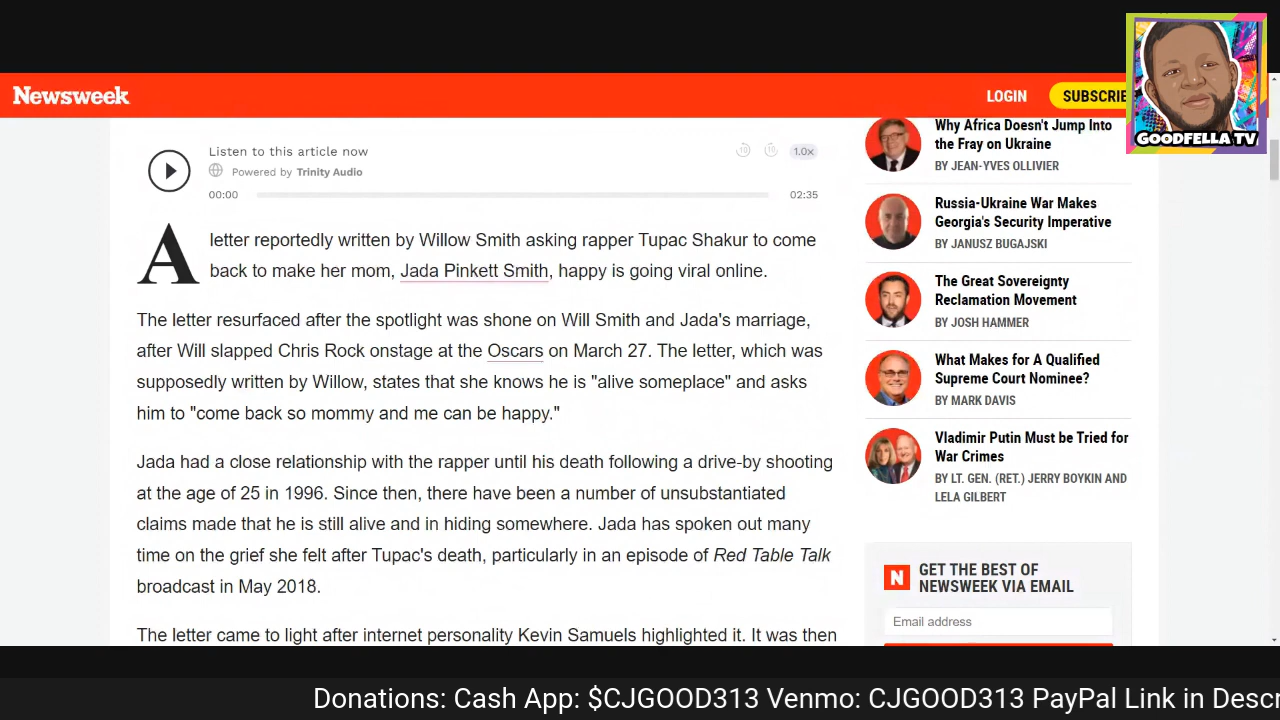 Newsweek
LOGIN
SUBSCRIBE
GOODFELLA TV
Listen to this article now
10
10
1.0x
Powered by Trinity Audio
00:00
02:35
A letter reportedly written by Willow Smith asking rapper Tupac Shakur to come
back to make her mom, Jada Pinkett Smith, happy is going viral online.
The letter resurfaced after the spotlight was shone on Will Smith and Jada's marriage,
after Will slapped Chris Rock onstage at the Oscars on March 27. The letter, which was
supposedly written by Willow, states that she knows he is "alive someplace" and asks
him to "come back so mommy and me can be happy."
Jada had a close relationship with the rapper until his death following a drive-by shooting
at the age of 25 in 1996. Since then, there have been a number of unsubstantiated
claims made that he is still alive and in hiding somewhere. Jada has spoken out many
time on the grief she felt after Tupac's death, particularly in an episode of Red Table Talk
broadcast in May 2018.
The letter came to light after internet personality Kevin Samuels highlighted it. It was then
Why Africa Doesn't Jump Into
the Fray on Ukraine
BY JEAN-YVES OLLIVIER
Russia-Ukraine War Makes
Georgia's Security Imperative
BY JANUSZ BUGAJSKI
The Great Sovereignty
Reclamation Movement
BY JOSH HAMMER
What Makes for A Qualified
Supreme Court Nominee?
BY MARK DAVIS
Vladimir Putin Must be Tried for
War Crimes
BY LT. GEN. (RET.) JERRY BOYKIN AND
LELA GILBERT
N
GET THE BEST OF
NEWSWEEK VIA EMAIL
Email address
Donations: Cash App: $CJGOOD313 Venmo: CJGOOD313 PayPal Link in Descr